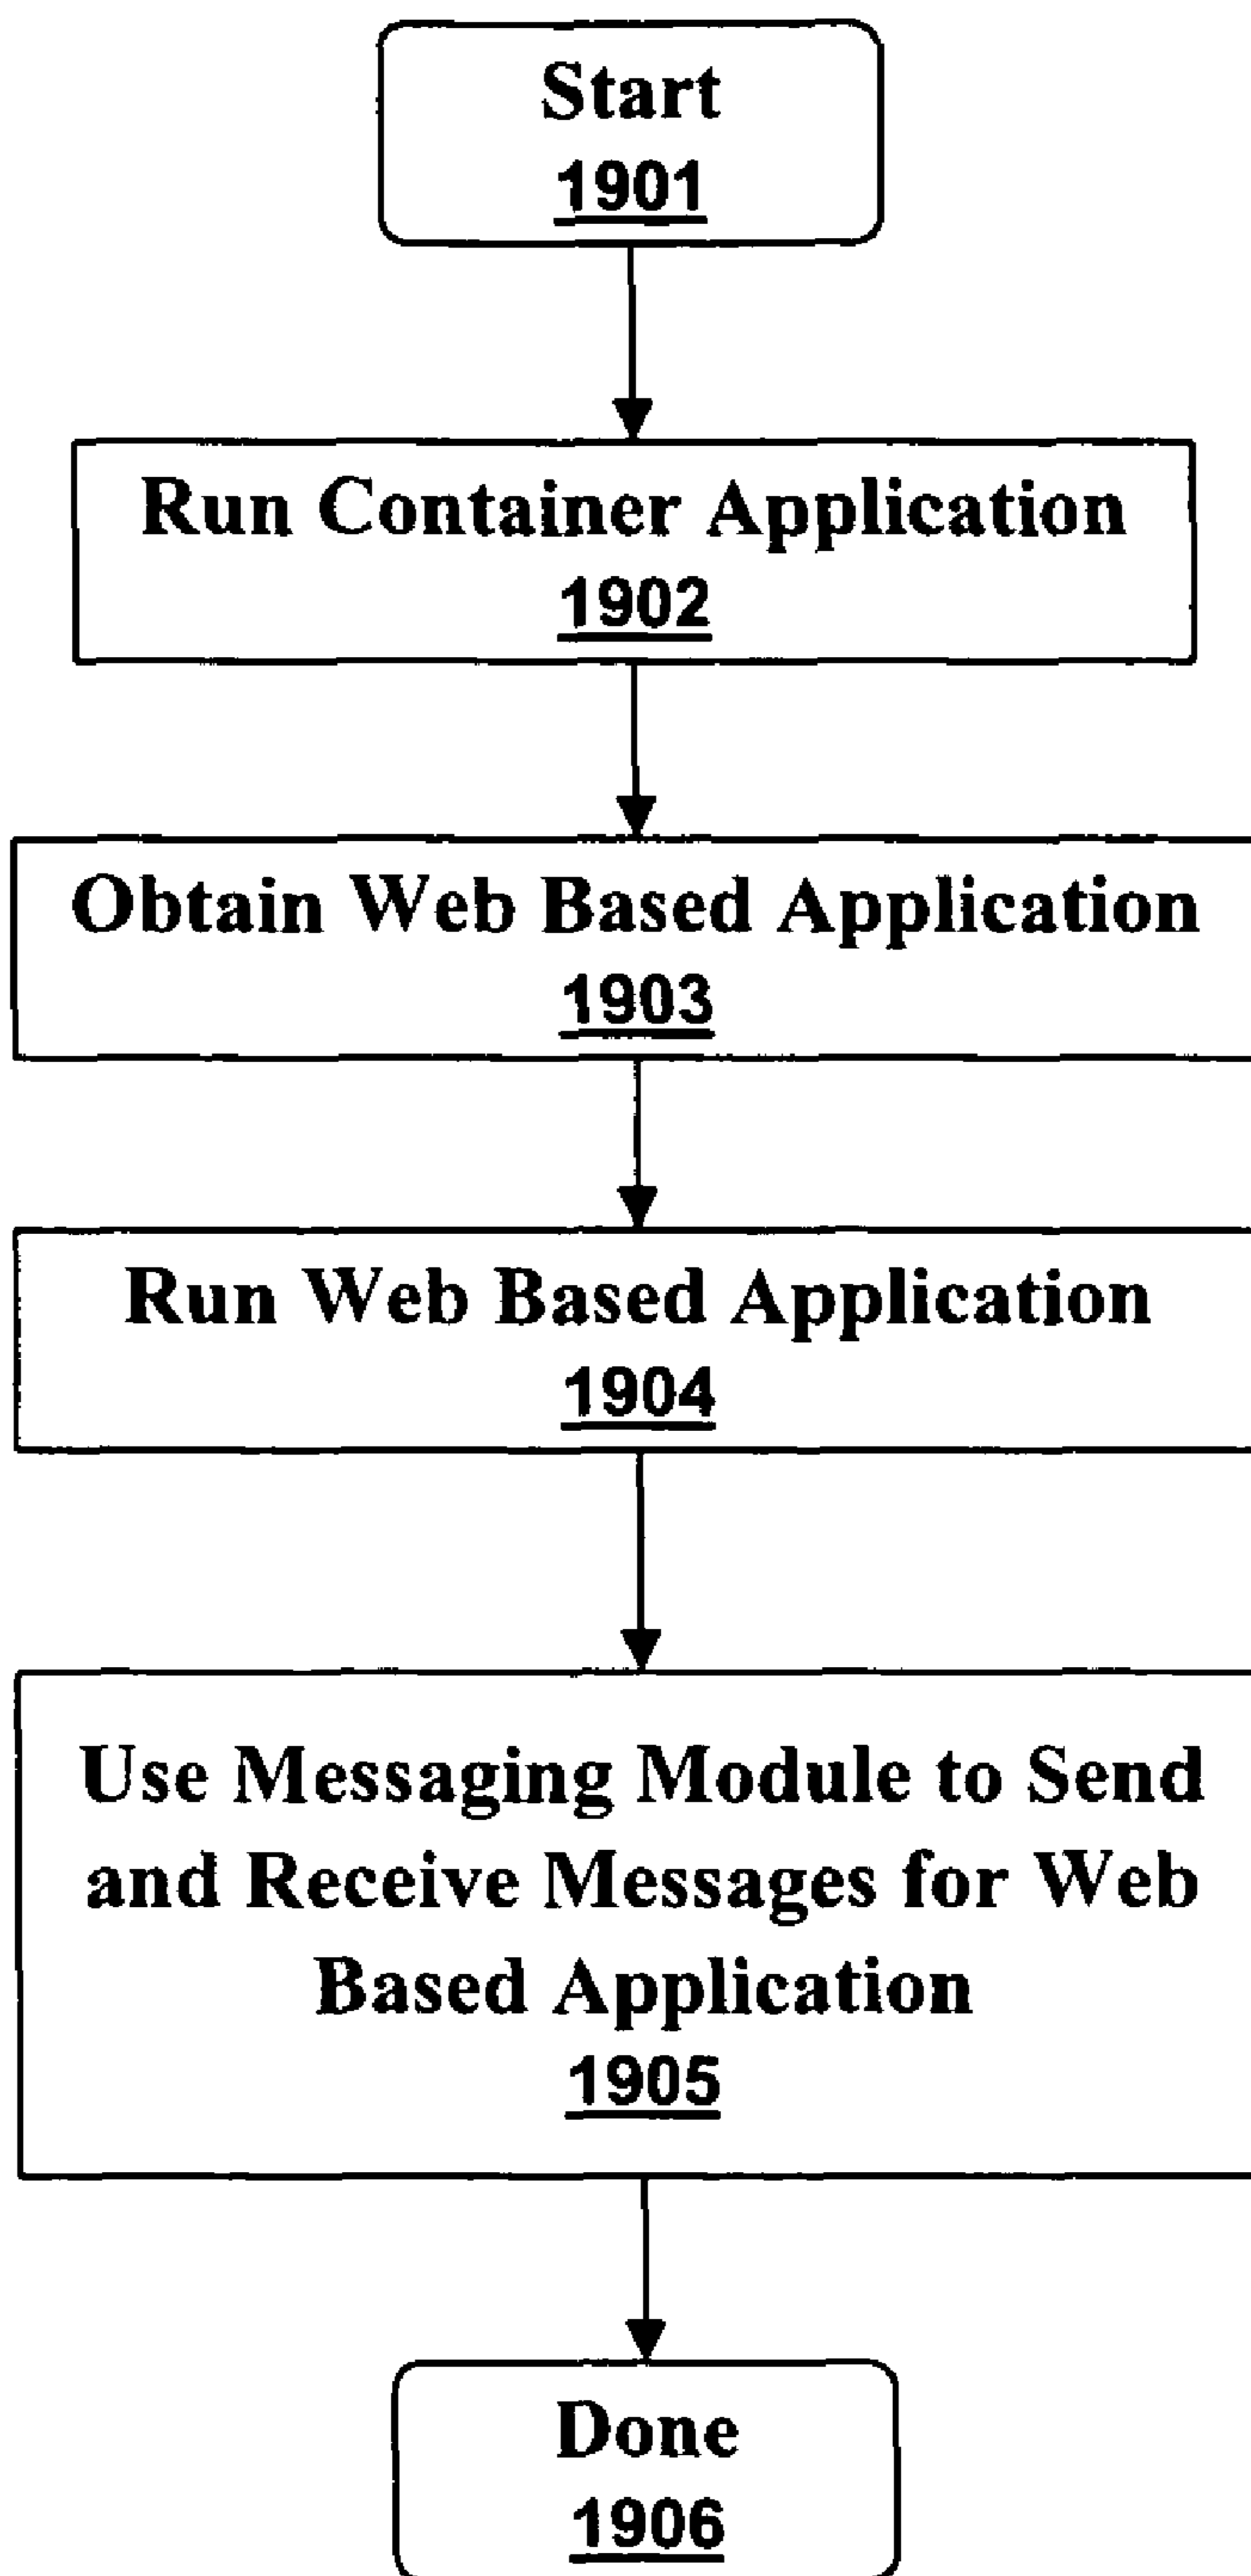 Start
1901
Run Container Application
1902
Obtain Web Based Application
1903
Run Web Based Application
1904
Use Messaging Module to Send
and Receive Messages for Web
Based Application
1905
Done
1906